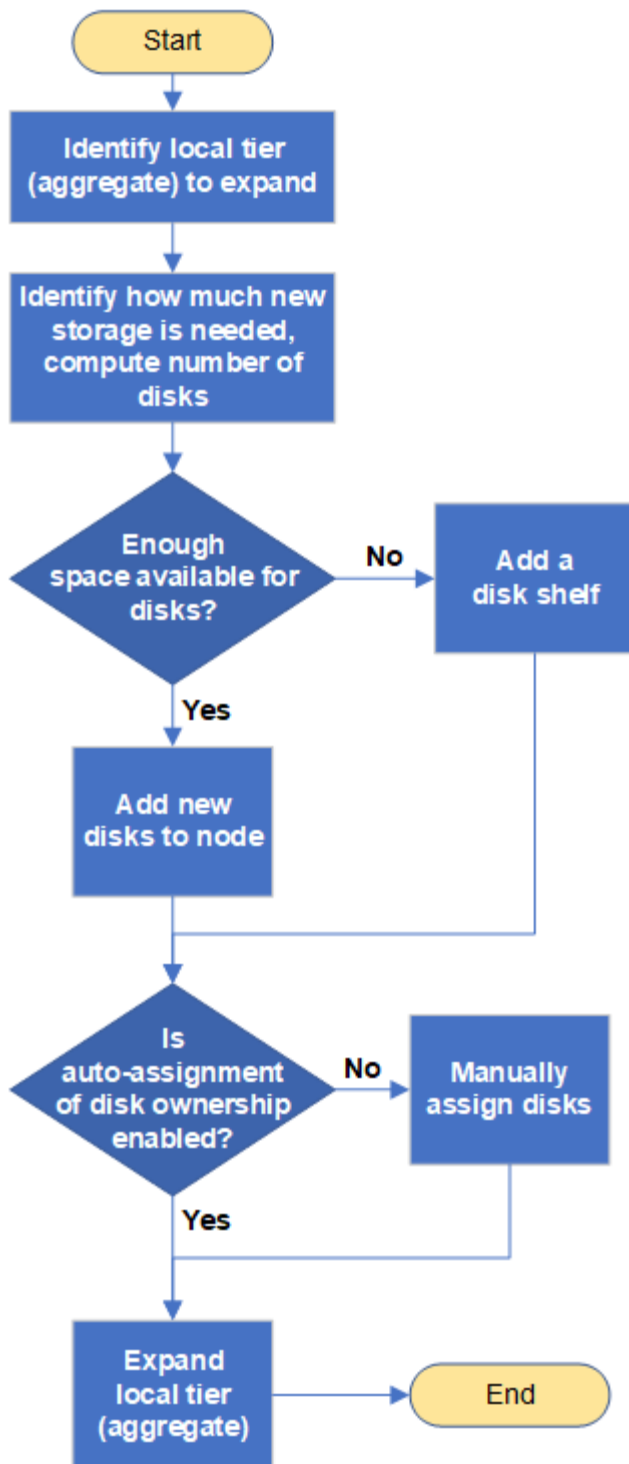 Start
Identify local tier
(aggregate) to expand
Identify how much new
storage is needed,
compute number of
disks
Enough
space available for
disks?
No
Add a
disk shelf
Yes
Add new
disks to node
Is
auto-assignment
of disk ownership
enabled?
No
Manually
assign disks
Yes
Expand
local tier
(aggregate)
End